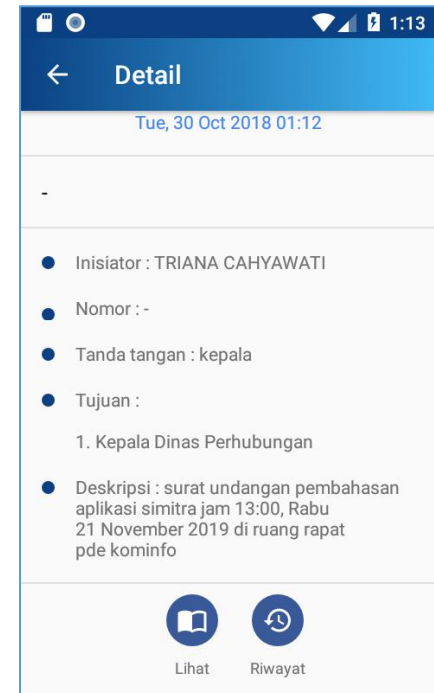 1:13
Detail
Tue, 30 Oct 2018 01:12
-
Inisiator : TRIANA CAHYAWATI
Nomor : -
Tanda tangan : kepala
Tujuan :
1. Kepala Dinas Perhubungan
Deskripsi : surat undangan pembahasan
aplikasi simitra jam 13:00, Rabu
21 November 2019 di ruang rapat
pde kominfo
Lihat Riwayat